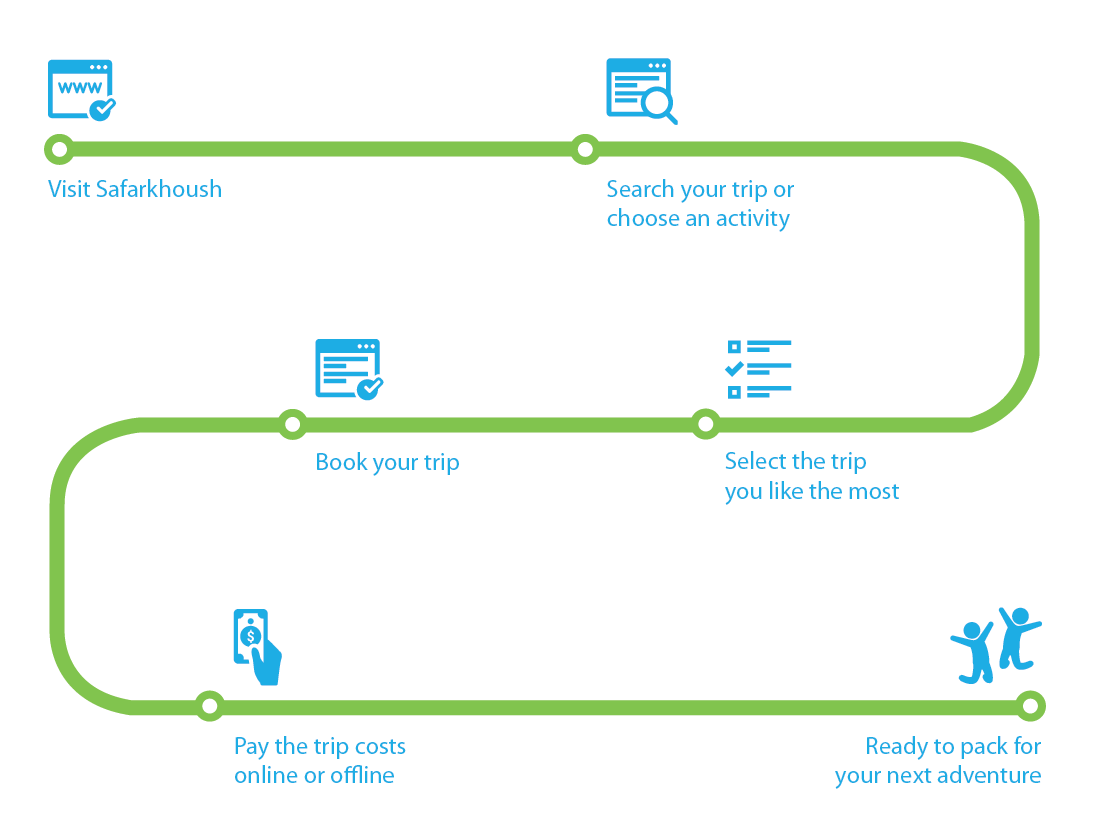 www
Visit Safarkhoush
Search your trip or
choose an activity
Select the trip
you like the most
Book your trip
$
Pay the trip costs
online or offline
Ready to pack for
your next adventure